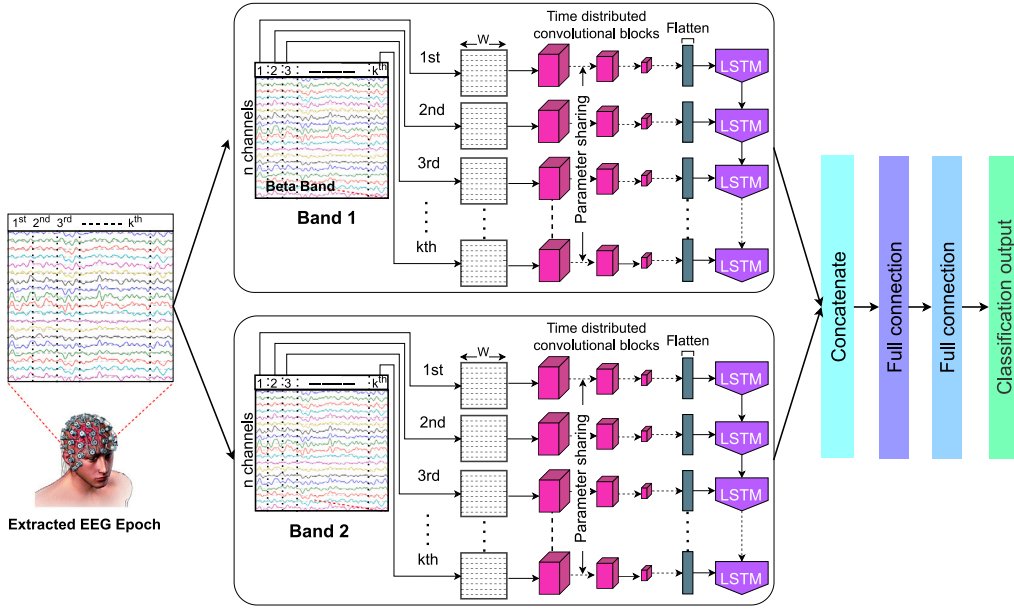 1st 2nd 3rd kth
Extracted EEG Epoch
1 2 3 kth
n channels
Beta Band
Band 1
1st
2nd
3rd
kth
W
Time distributed
convolutional blocks
Flatten
Parameter sharing
LSTM
LSTM
LSTM
LSTM
1 2 3 kth
n channels
Band 2
1st
2nd
3rd
kth
W
Time distributed
convolutional blocks
Flatten
Parameter sharing
LSTM
LSTM
LSTM
LSTM
Concatenate
Full connection
Full connection
Classification output